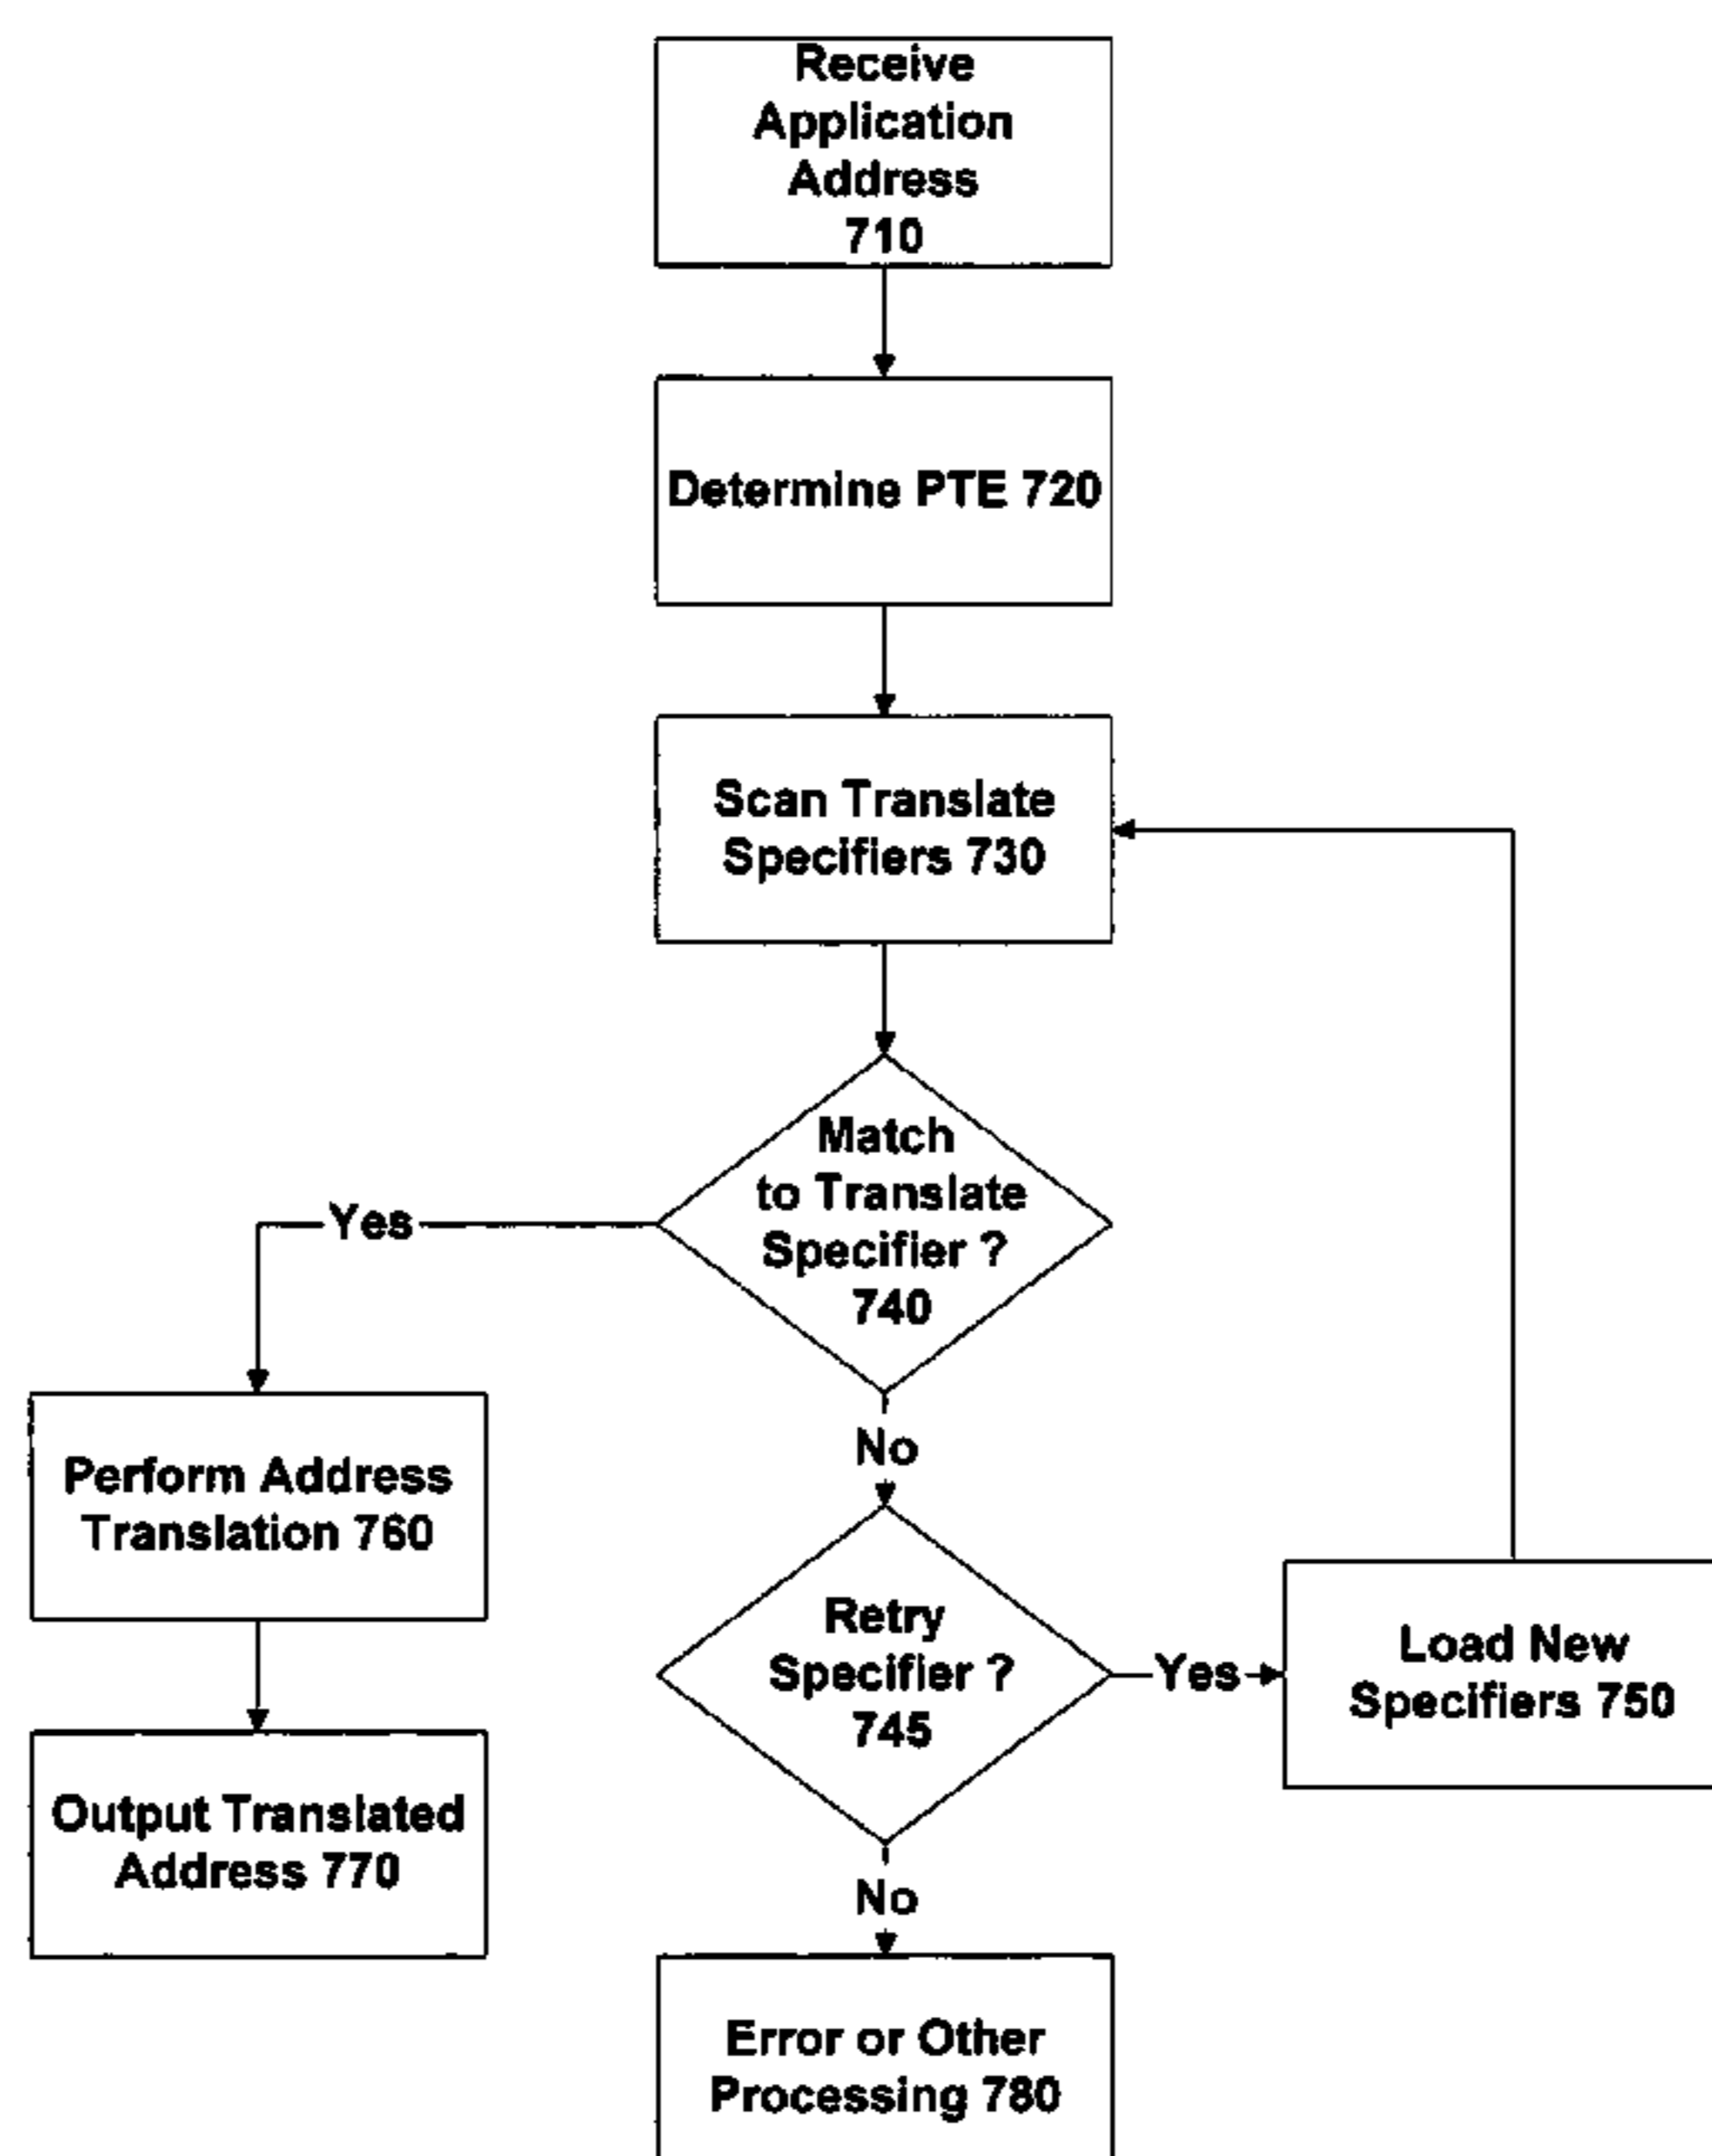 Receive
Application
Address
710
Determine PTE 720
Scan Translate
Specifiers 730
Match
to Translate
Specifier ?
740
Yes
No
Perform Address
Translation 760
Retry
Specifier ?
745
Yes
Load New
Specifiers 750
Output Translated
Address 770
No
Error or Other
Processing 780